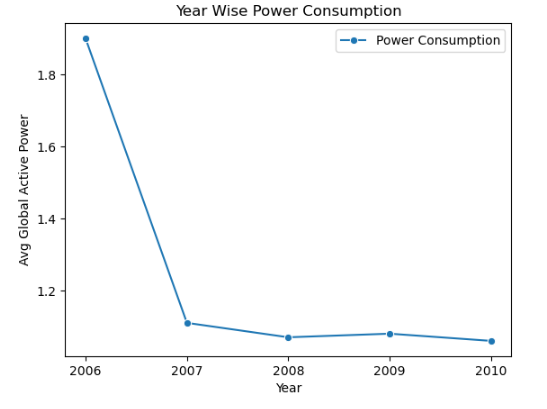 Year Wise Power Consumption
Power Consumption
Avg Global Active Power
1.8
1.6
1.4
1.2
2006 2007 2008 2009 2010
Year